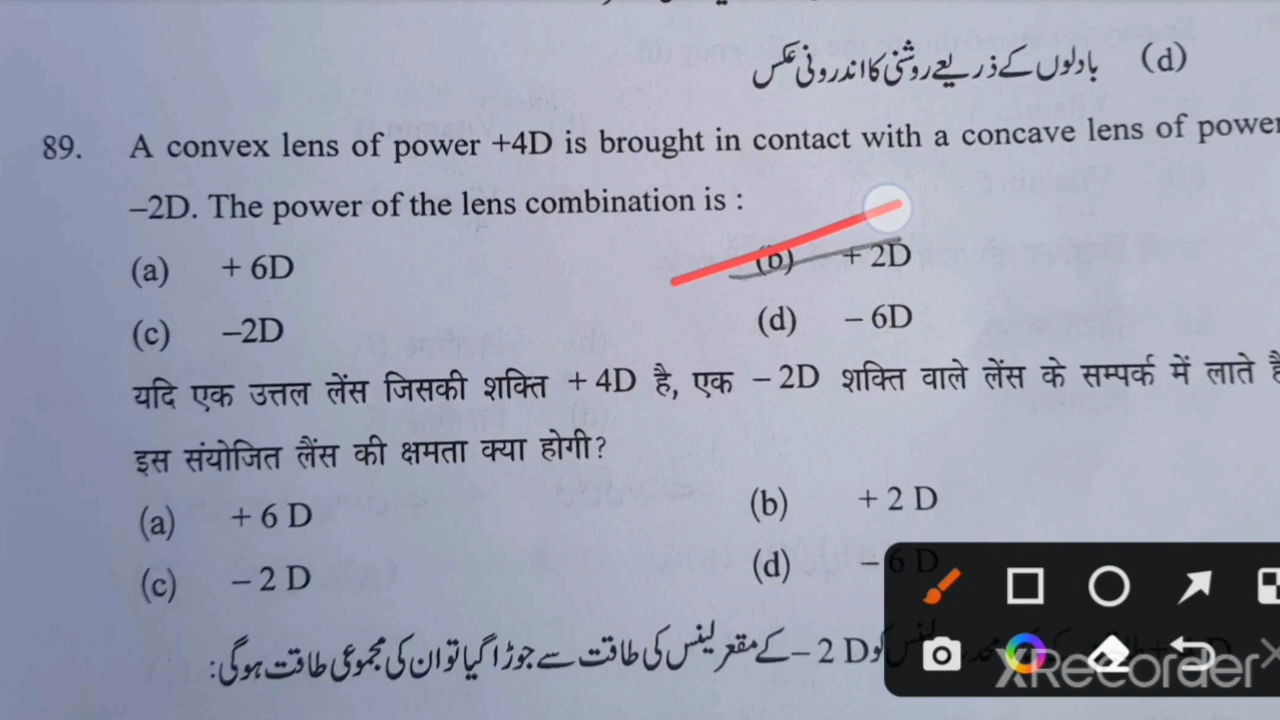 (d) بادلوں کے ذریعے روشنی کا اندرونی عکس
89. A convex lens of power +4D is brought in contact with a concave lens of power
–2D. The power of the lens combination is :
(a) + 6D (b) + 2D
(c) –2D (d) – 6D
यदि एक उत्तल लेंस जिसकी शक्ति + 4D है, एक – 2D शक्ति वाले लेंस के सम्पर्क में लाते है
इस संयोजित लैंस की क्षमता क्या होगी?
(a) + 6 D (b) + 2 D
(c) – 2 D (d) – 6 D
کو – 2 D کے مقعر لینس کی طاقت سے جوڑا گیا تو ان کی مجموعی طاقت ہوگی:
XRecorder